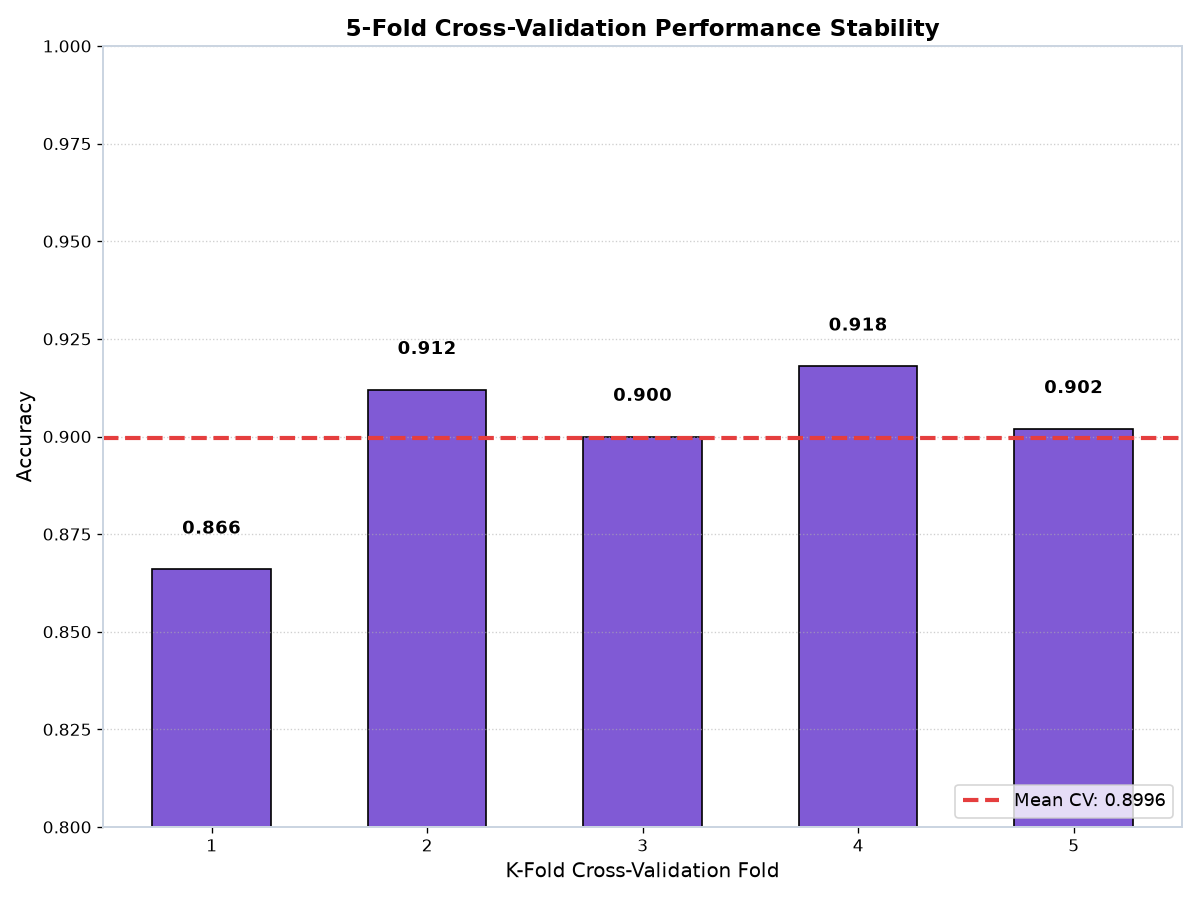 5-Fold Cross-Validation Performance Stability
1.000
0.975
0.950
0.925
0.900
0.875
0.850
0.825
0.800
Accuracy
0.866
0.912
0.900
0.918
0.902
Mean CV: 0.8996
1 2 3 4 5
K-Fold Cross-Validation Fold